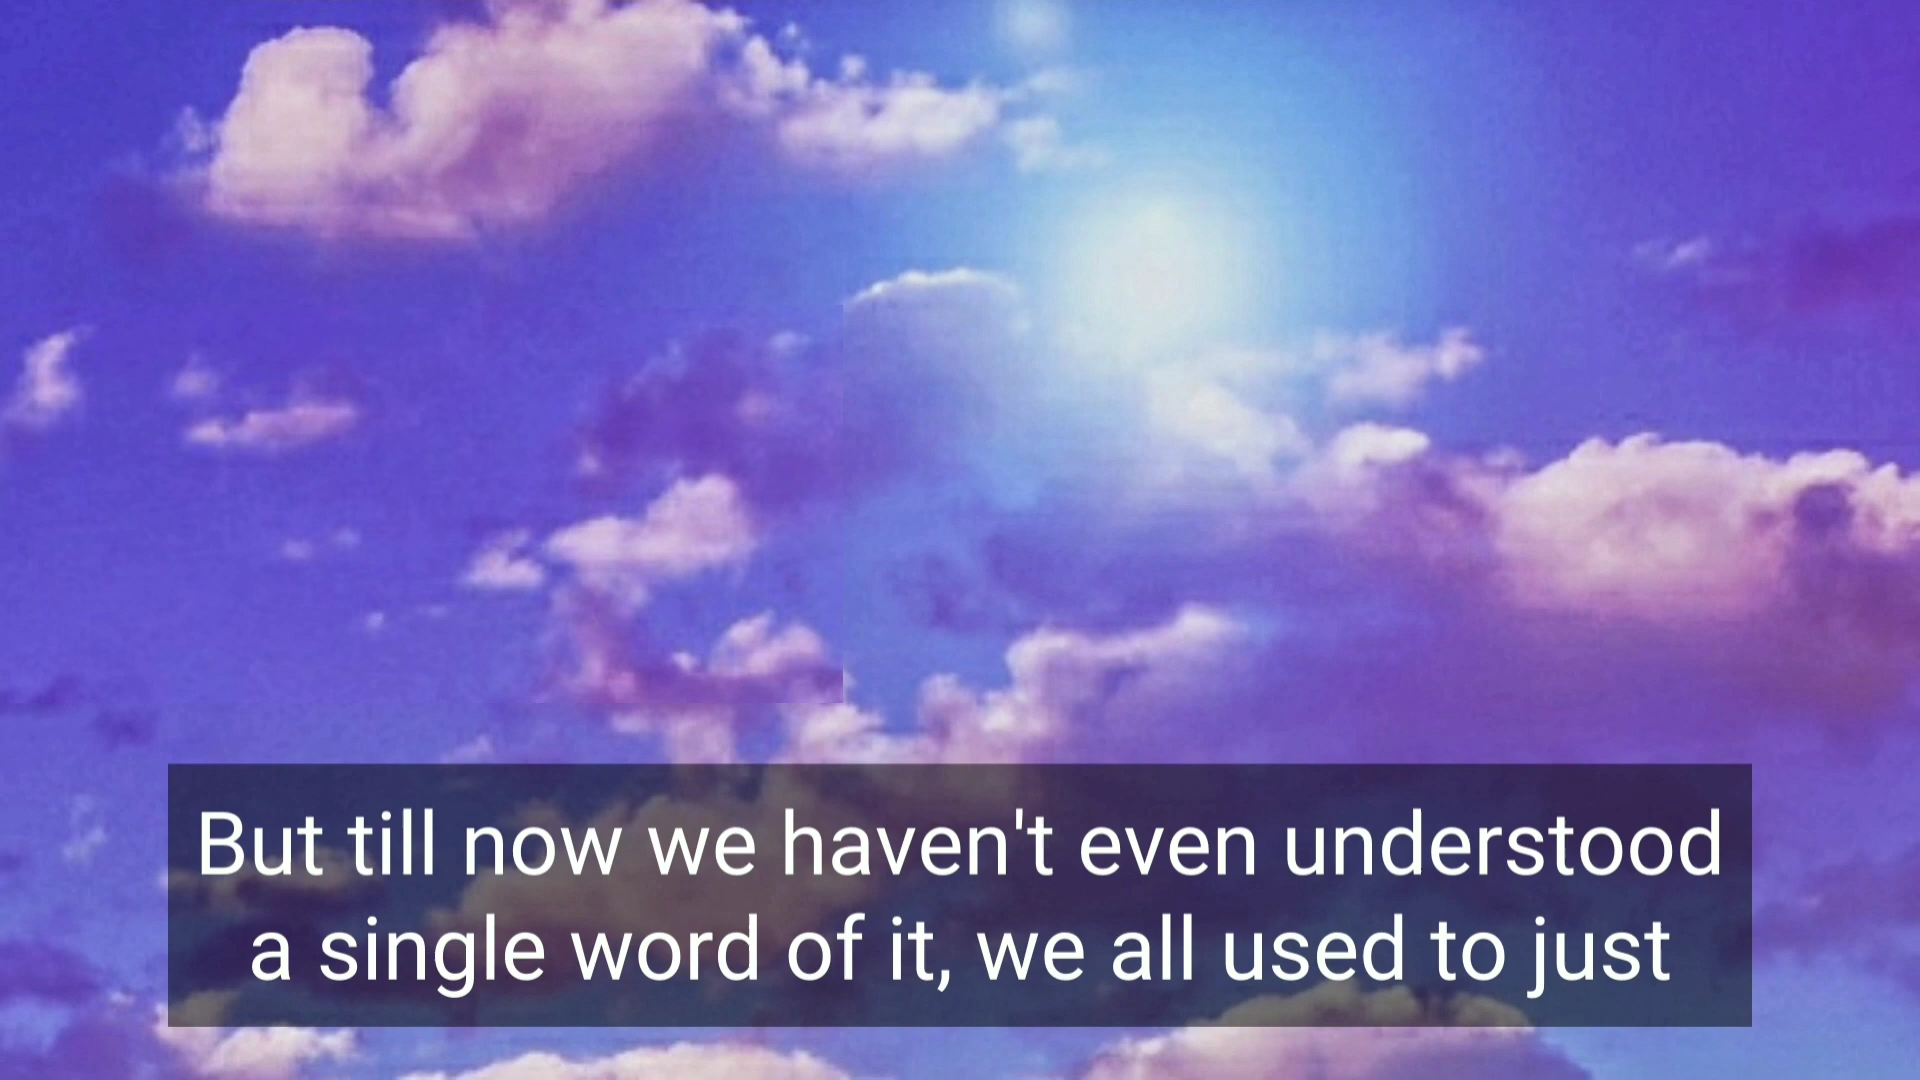 But till now we haven't even understood
a single word of it, we all used to just